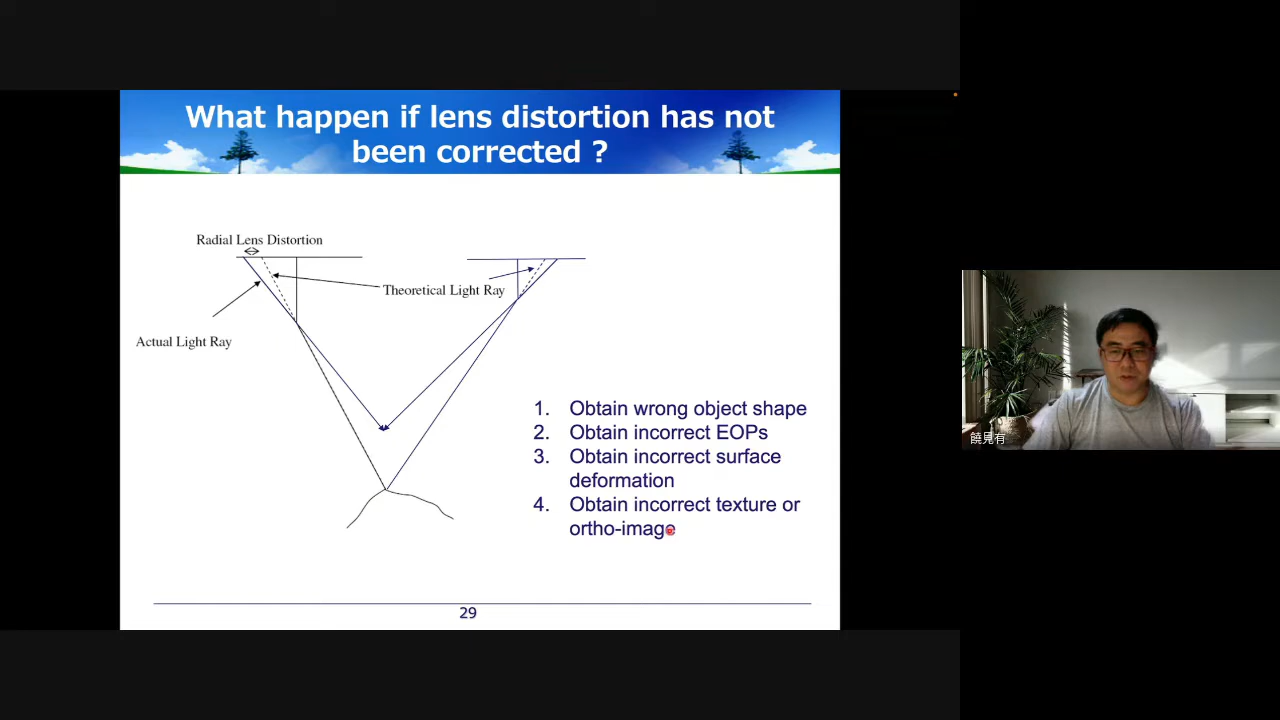 What happen if lens distortion has not
been corrected ?
Radial Lens Distortion
Theoretical Light Ray
Actual Light Ray
1. Obtain wrong object shape
2. Obtain incorrect EOPs
3. Obtain incorrect surface
deformation
4. Obtain incorrect texture or
ortho-image
29
饒見有